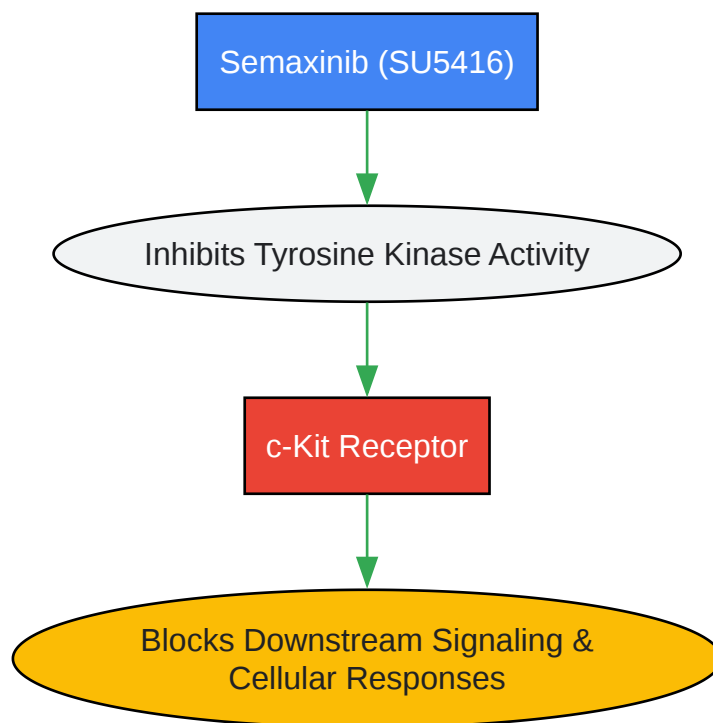 Semaxinib (SU5416)
Inhibits Tyrosine Kinase Activity
c-Kit Receptor
Blocks Downstream Signaling &
Cellular Responses